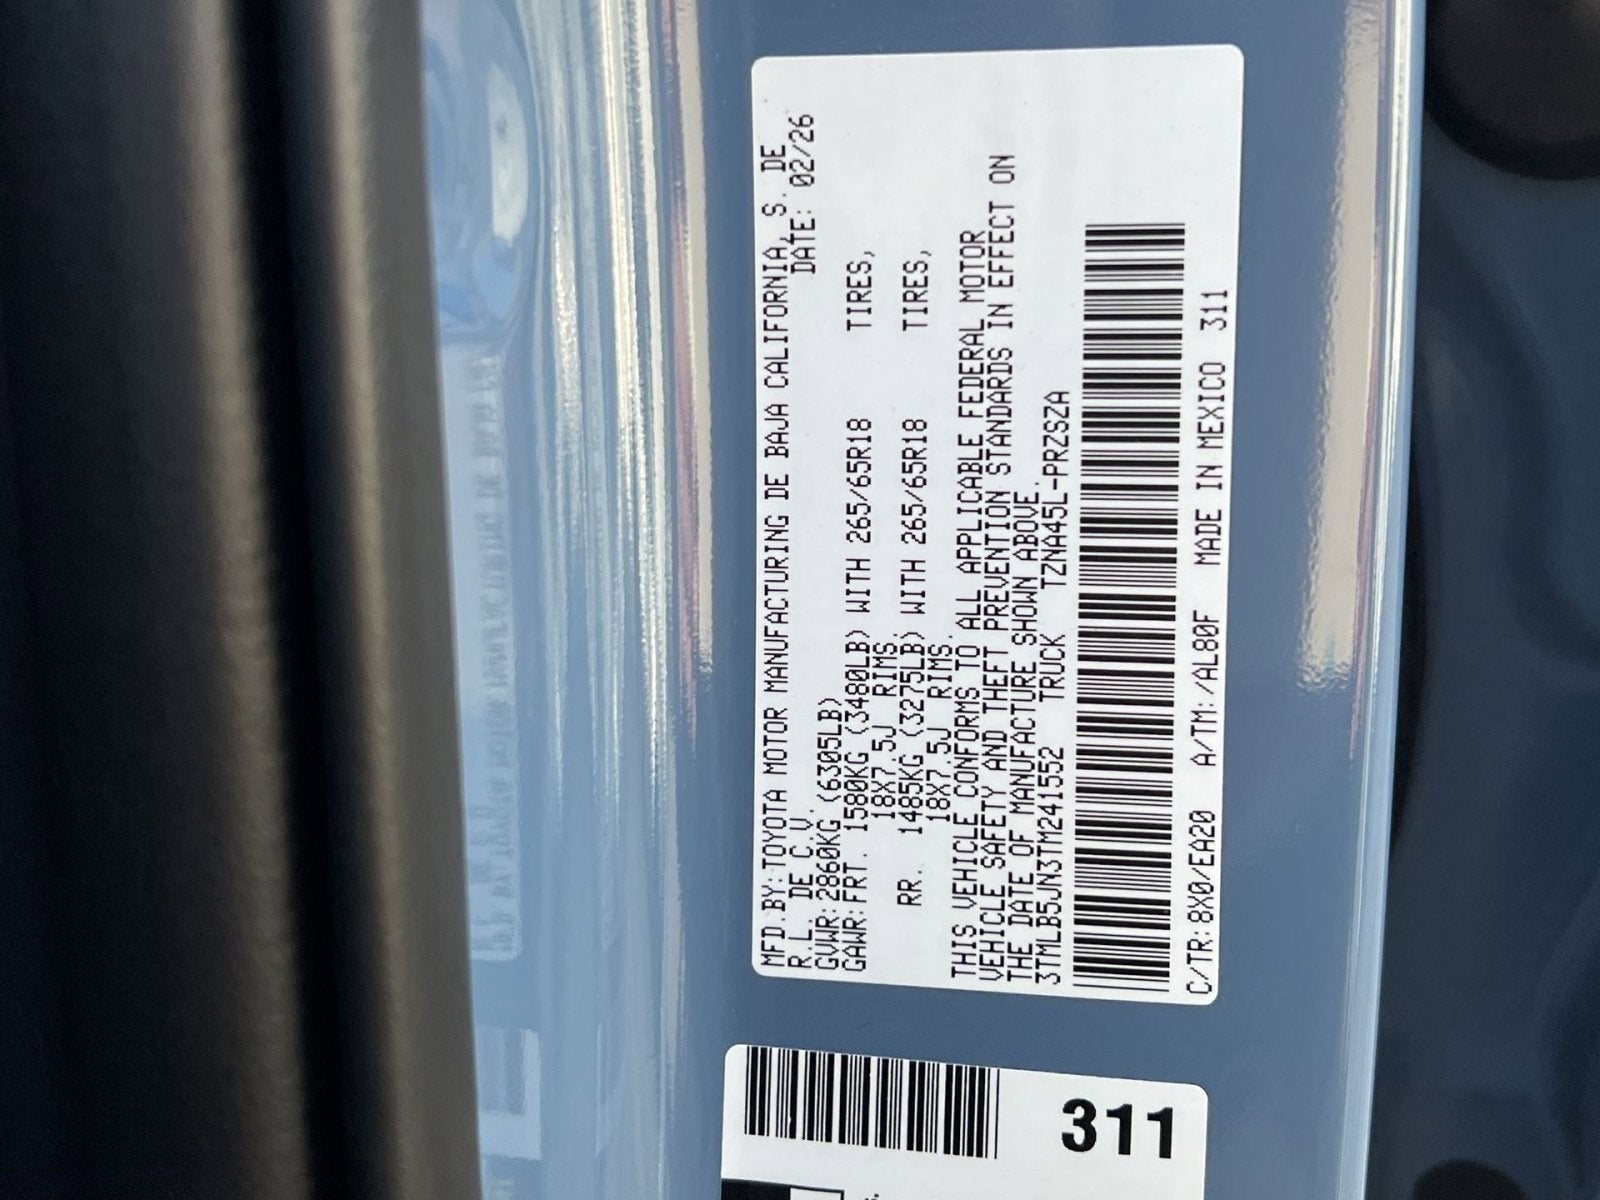 MFD.BY:TOYOTA MOTOR MANUFACTURING DE BAJA CALIFORNIA, S. DE
R.L. DE C.V. DATE: 02/26
GVWR:2860KG (6305LB)
GAWR:FRT. 1580KG (3480LB) WITH 265/65R18 TIRES,
18X7.5J RIMS.
RR. 1485KG (3275LB) WITH 265/65R18 TIRES,
18X7.5J RIMS.
THIS VEHICLE CONFORMS TO ALL APPLICABLE FEDERAL MOTOR
VEHICLE SAFETY AND THEFT PREVENTION STANDARDS IN EFFECT ON
THE DATE OF MANUFACTURE SHOWN ABOVE.
3TMLB5JN3TM241552 TRUCK TZNA45L-PRZSZA
C/TR:8X0/EA20 A/TM:/AL80F MADE IN MEXICO 311
311